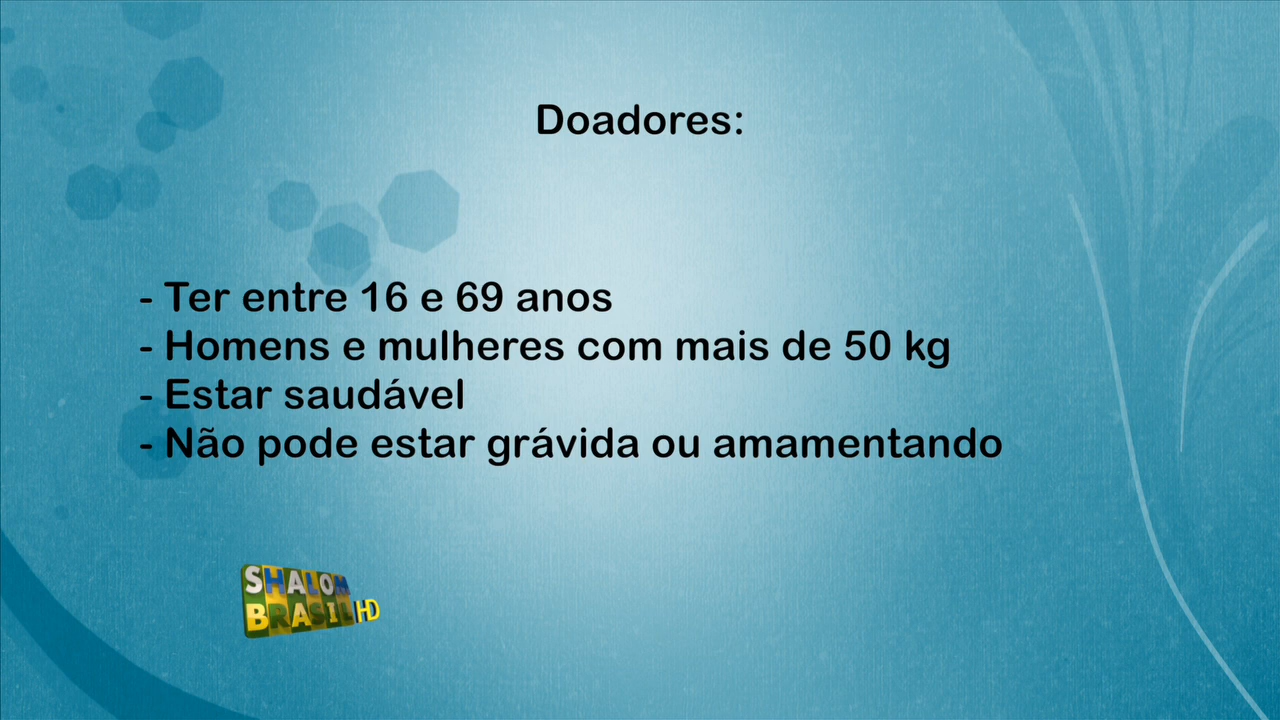 Doadores:
- Ter entre 16 e 69 anos
- Homens e mulheres com mais de 50 kg
- Estar saudável
- Não pode estar grávida ou amamentando
SHALOM
BRASIL HD